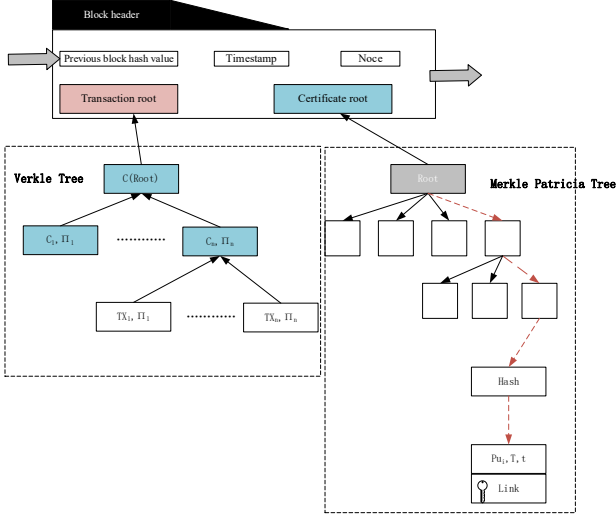 Block header
Previous block hash value
Timestamp
Noce
Transaction root
Certificate root
Verkle Tree
C(Root)
C₁, Π₁
............
Cₙ, Πₙ
TX₁, Π₁
............
TXₙ, Πₙ
Root
Merkle Patricia Tree
Hash
Pu₁,T,t
Link